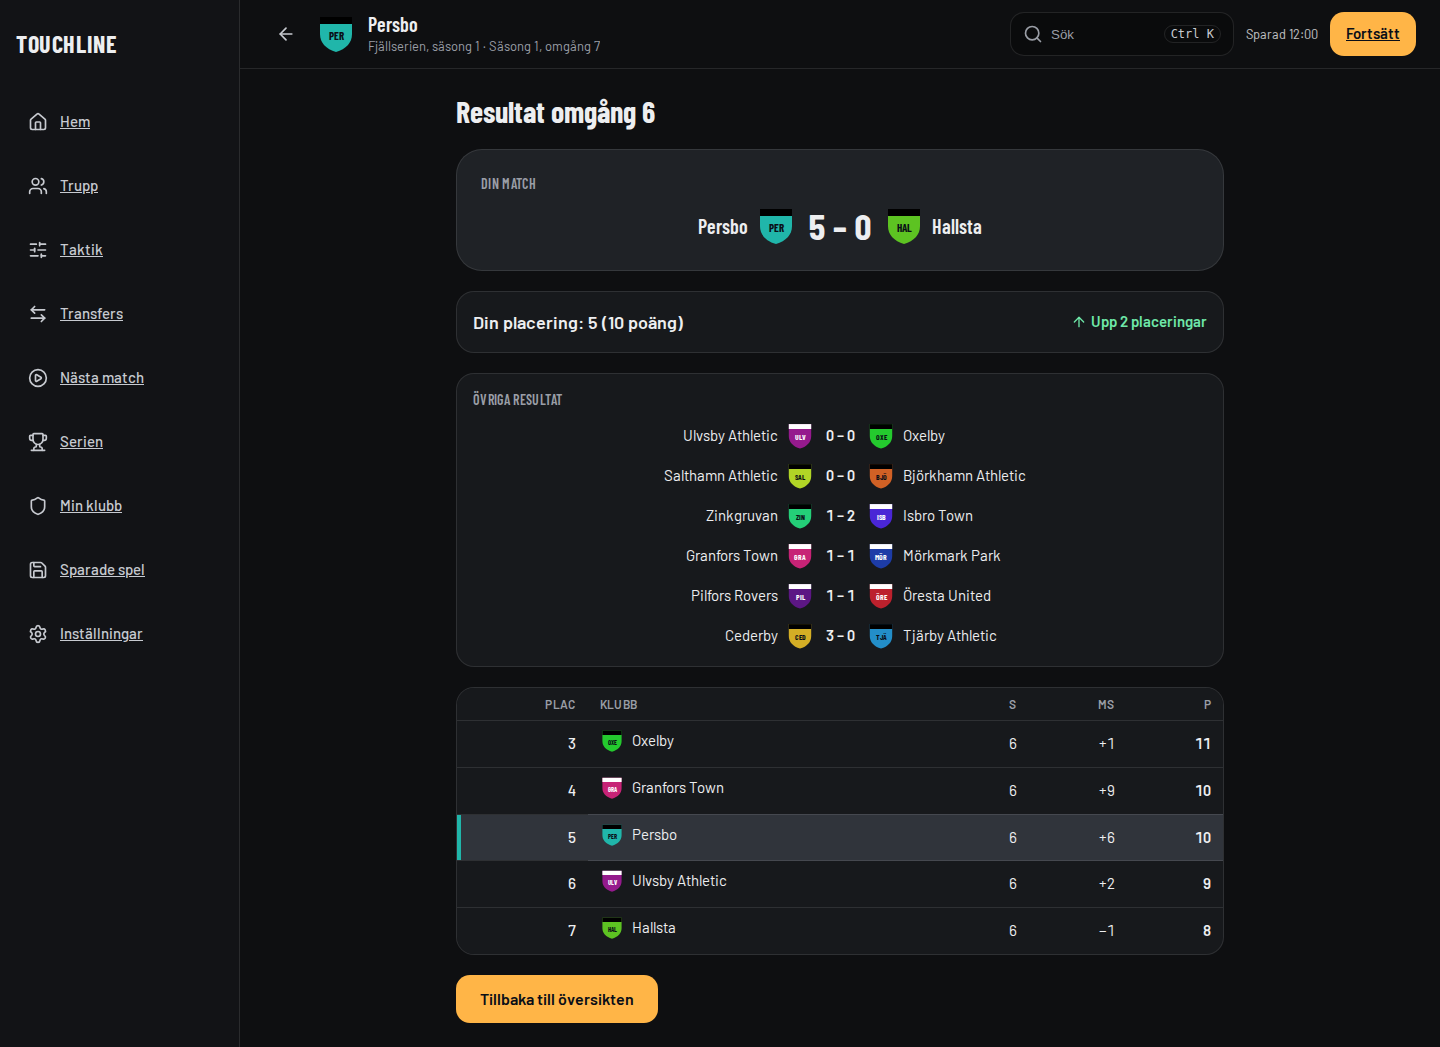 TOUCHLINE
Hem
Trupp
Taktik
Transfers
Nästa match
Serien
Min klubb
Sparade spel
Inställningar
PER
Persbo
Fjällserien, säsong 1 · Säsong 1, omgång 7
Sök
Ctrl K
Sparad 12:00
Fortsätt
Resultat omgång 6
DIN MATCH
Persbo PER 5 – 0 HAL Hallsta
Din placering: 5 (10 poäng)
Upp 2 placeringar
ÖVRIGA RESULTAT
Ulvsby Athletic ULV 0 – 0 OXE Oxelby
Salthamn Athletic SAL 0 – 0 BJÖ Björkhamn Athletic
Zinkgruvan ZIN 1 – 2 ISB Isbro Town
Granfors Town GRA 1 – 1 MÖR Mörkmark Park
Pilfors Rovers PIL 1 – 1 ÖRE Öresta United
Cederby CED 3 – 0 TJÄ Tjärby Athletic
PLAC KLUBB S MS P
3 OXE Oxelby 6 +1 11
4 GRA Granfors Town 6 +9 10
5 PER Persbo 6 +6 10
6 ULV Ulvsby Athletic 6 +2 9
7 HAL Hallsta 6 −1 8
Tillbaka till översikten